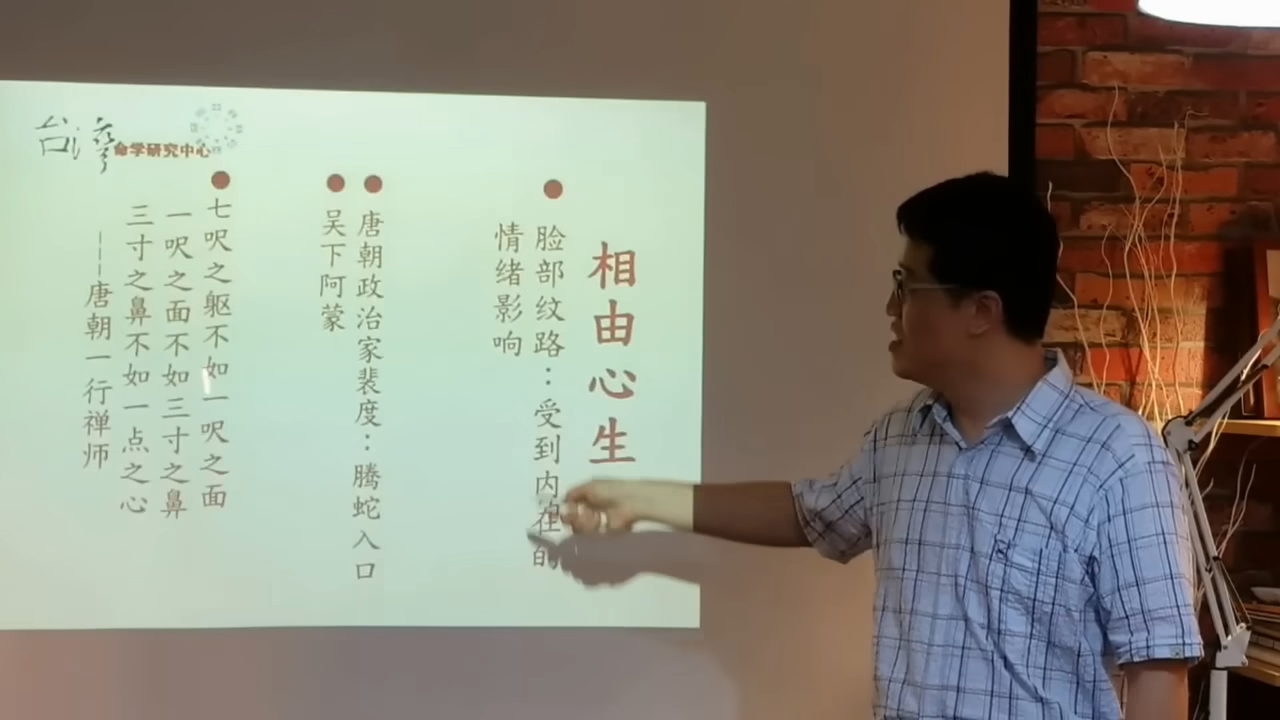 台湾
命学研究中心
相由心生
脸部纹路：受到内在的
情绪影响
唐朝政治家裴度：腾蛇入口
吴下阿蒙
七呎之躯不如一呎之面
一呎之面不如三寸之鼻
三寸之鼻不如一点之心
---唐朝一行禅师